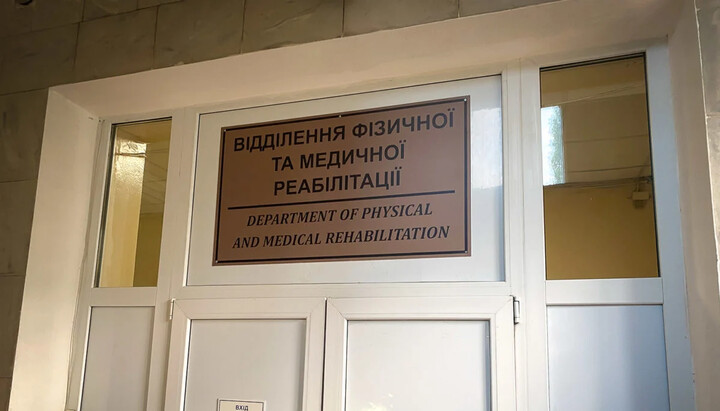 ВІДДІЛЕННЯ ФІЗИЧНОЇ
ТА МЕДИЧНОЇ
РЕАБІЛІТАЦІЇ
DEPARTMENT OF PHYSICAL
AND MEDICAL REHABILITATION
ВХІД